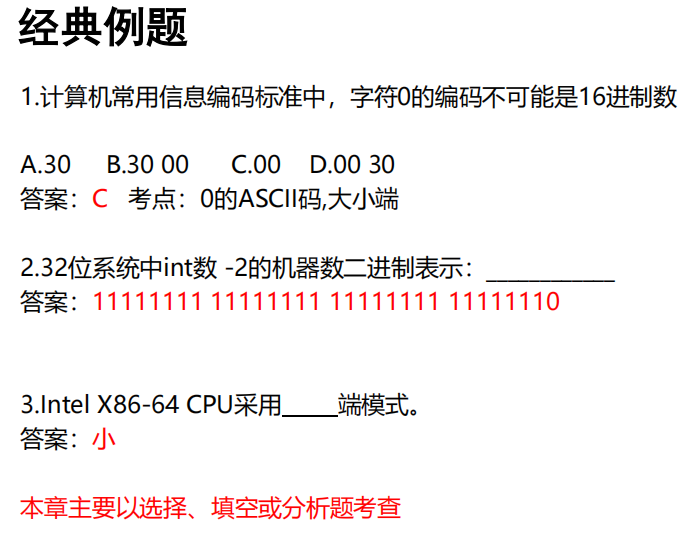 经典例题
1.计算机常用信息编码标准中，字符0的编码不可能是16进制数
A.30 B.30 00 C.00 D.00 30
答案：C 考点：0的ASCII码,大小端
2.32位系统中int数 -2的机器数二进制表示：____________
答案：11111111 11111111 11111111 11111110
3.Intel X86-64 CPU采用_____端模式。
答案：小
本章主要以选择、填空或分析题考查